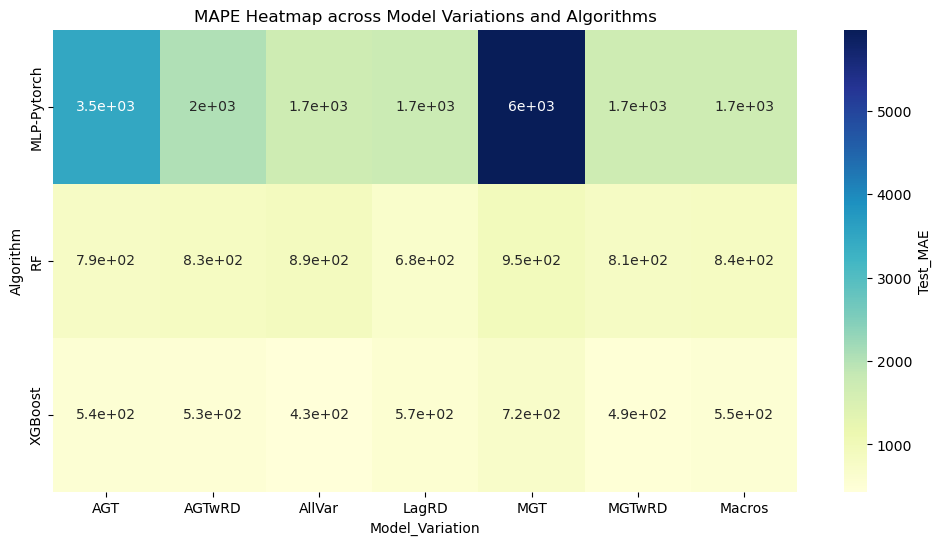 MAPE Heatmap across Model Variations and Algorithms
MLP-Pytorch
3.5e+03 2e+03 1.7e+03 1.7e+03 6e+03 1.7e+03 1.7e+03
RF
7.9e+02 8.3e+02 8.9e+02 6.8e+02 9.5e+02 8.1e+02 8.4e+02
XGBoost
5.4e+02 5.3e+02 4.3e+02 5.7e+02 7.2e+02 4.9e+02 5.5e+02
Algorithm
AGT AGTwRD AllVar LagRD MGT MGTwRD Macros
Model_Variation
5000
4000
3000
2000
1000
Test_MAE